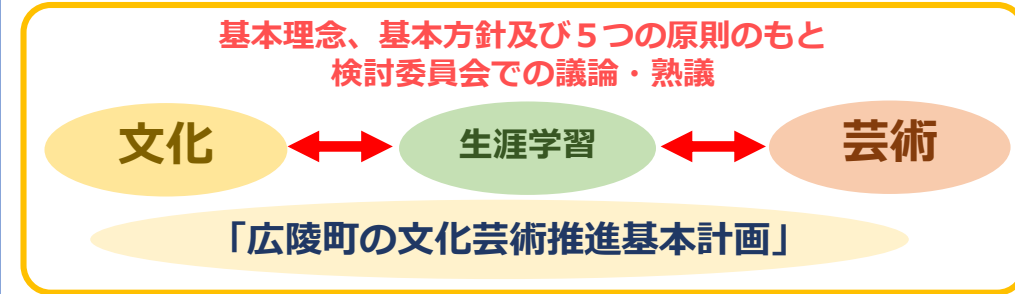 基本理念、基本方針及び５つの原則のもと
検討委員会での議論・熟議
文化
生涯学習
芸術
「広陵町の文化芸術推進基本計画」